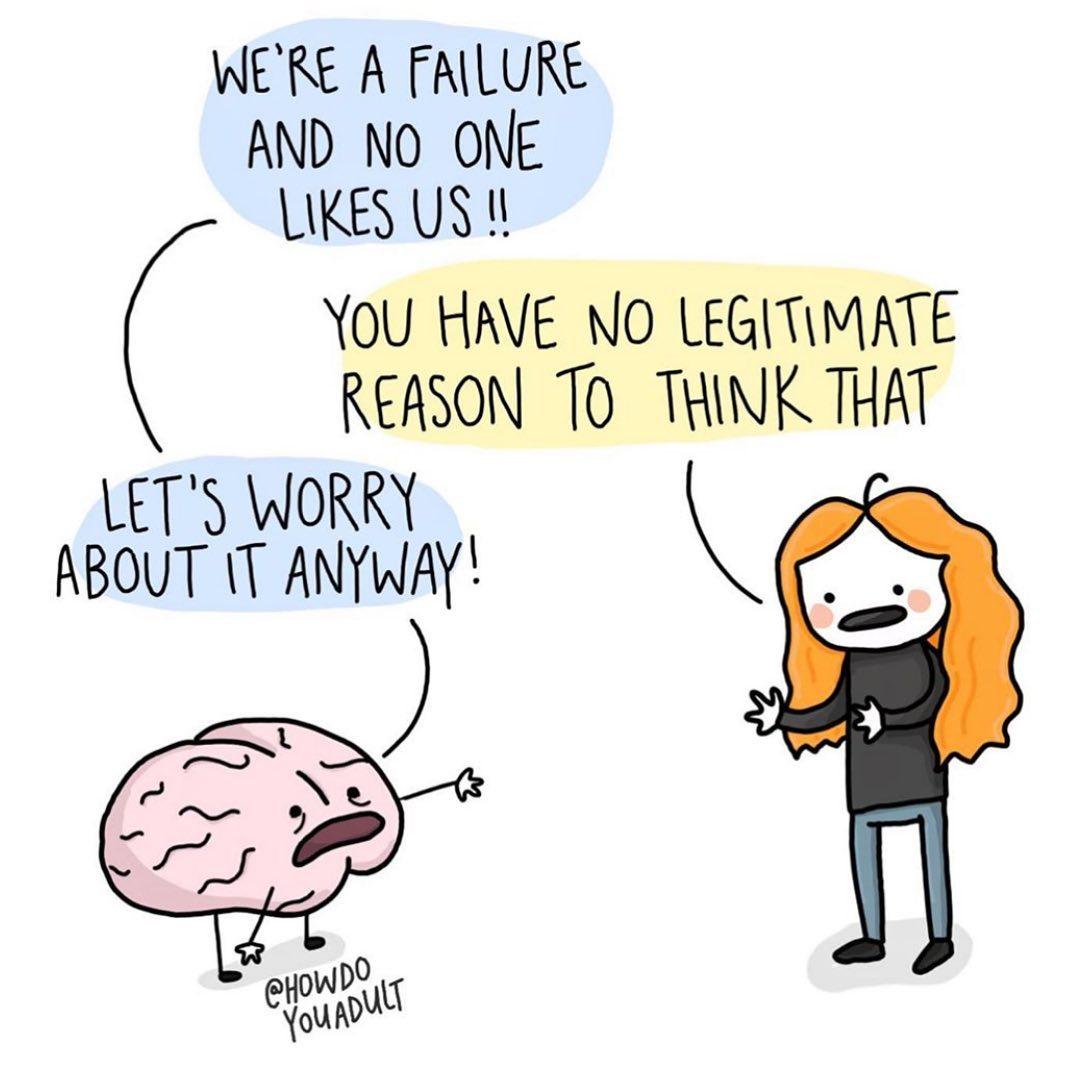 WE'RE A FAILURE
AND NO ONE
LIKES US!!
YOU HAVE NO LEGITIMATE
REASON TO THINK THAT
LET'S WORRY
ABOUT IT ANYWAY!
@HOWDO
YOUADULT